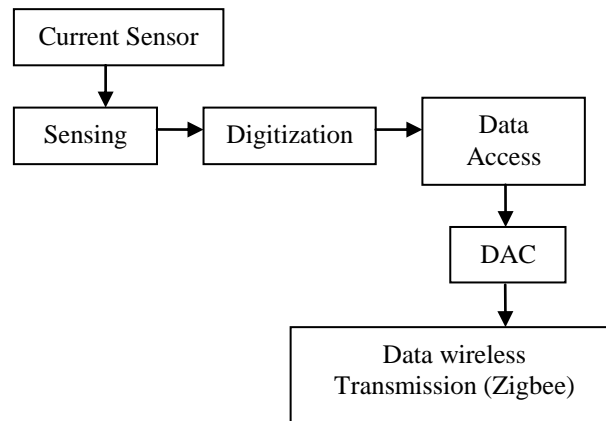 Current Sensor
Sensing
Digitization
Data
Access
DAC
Data wireless
Transmission (Zigbee)